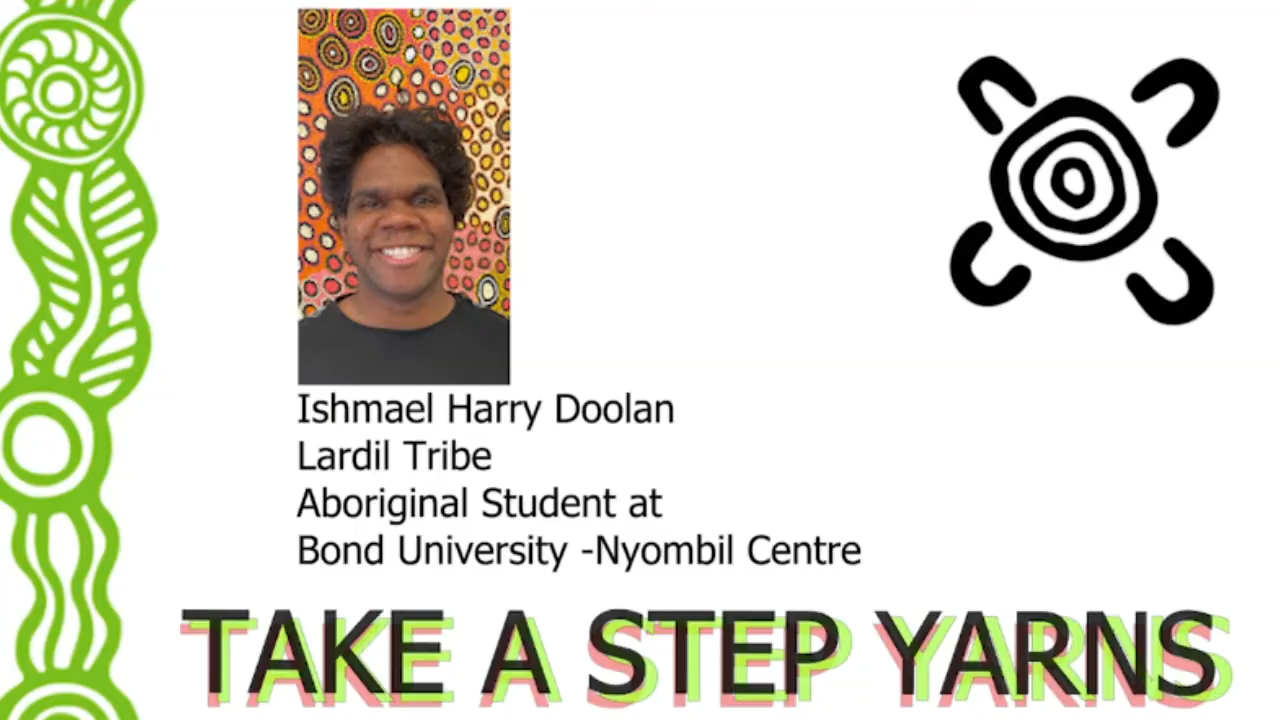 Ishmael Harry Doolan
Lardil Tribe
Aboriginal Student at
Bond University -Nyombil Centre
TAKE A STEP YARNS